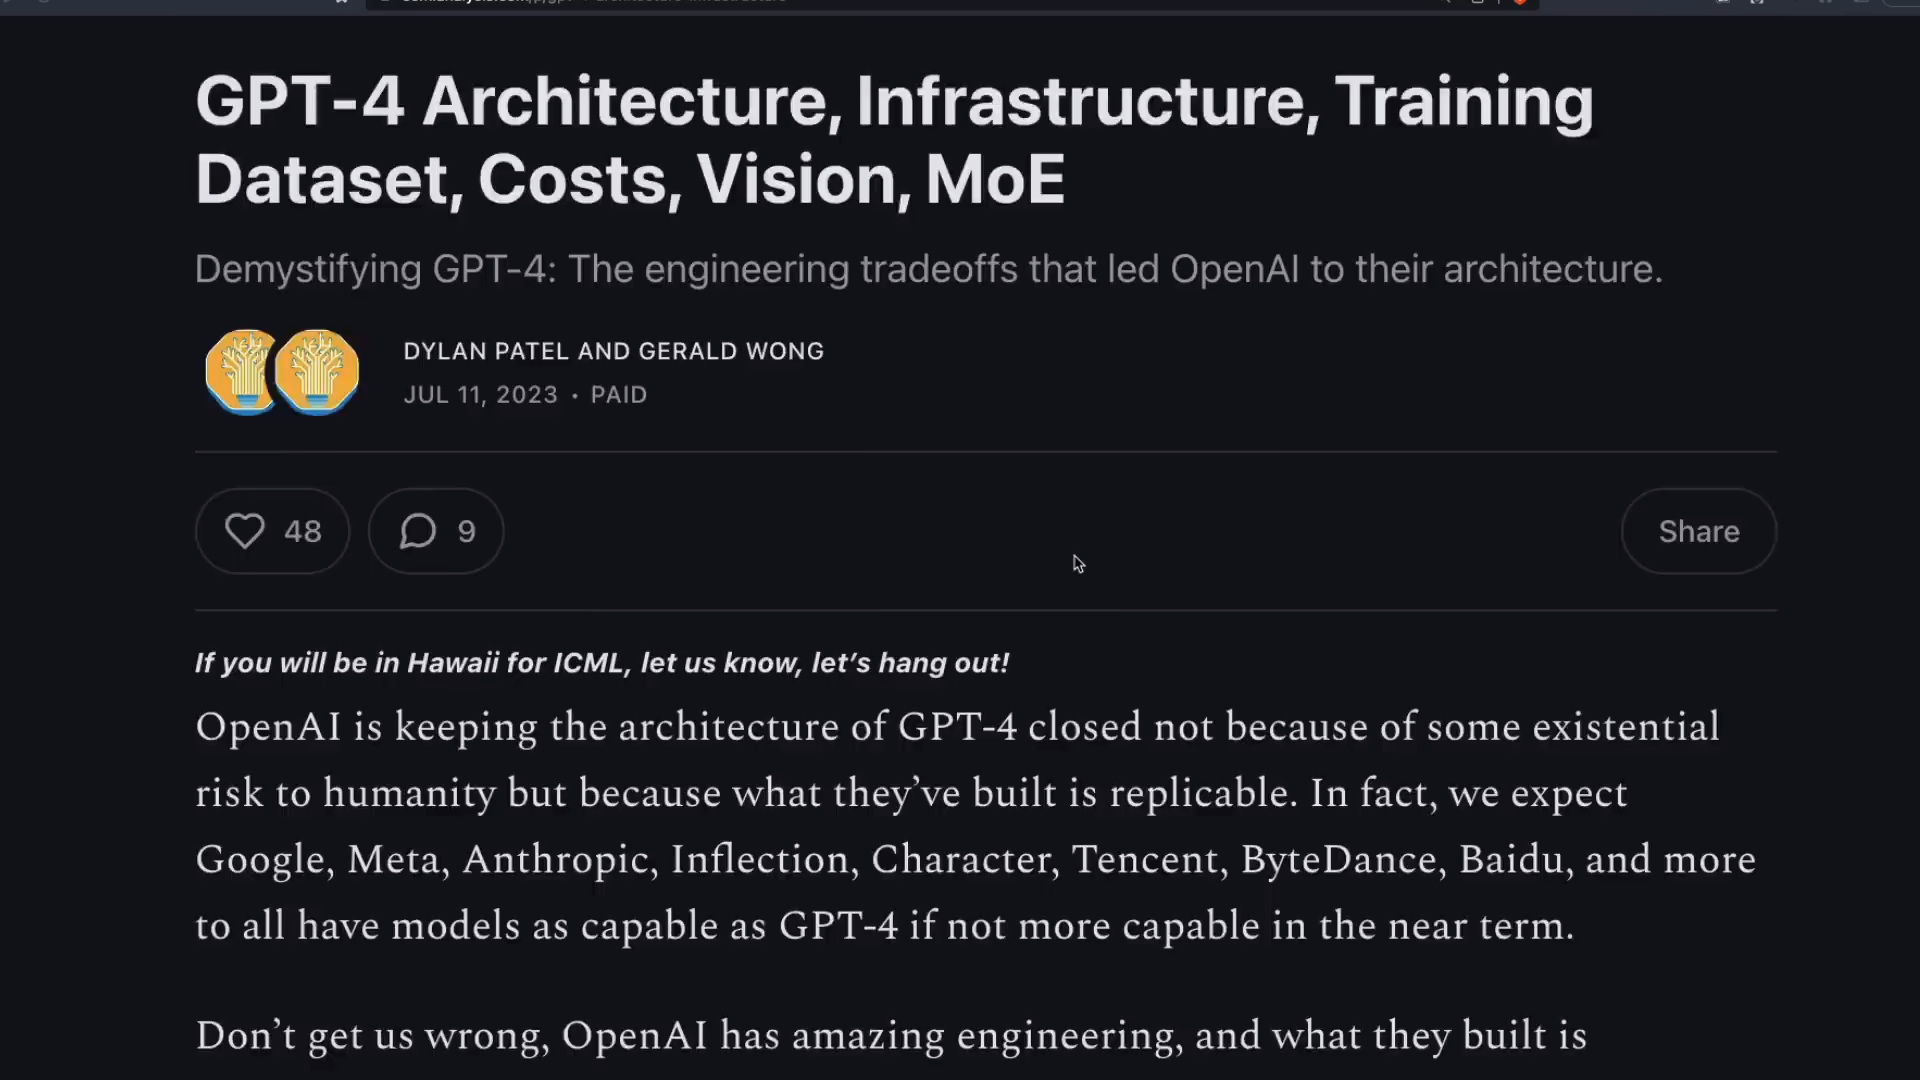 GPT-4 Architecture, Infrastructure, Training
Dataset, Costs, Vision, MoE
Demystifying GPT-4: The engineering tradeoffs that led OpenAI to their architecture.
DYLAN PATEL AND GERALD WONG
JUL 11, 2023 • PAID
48
9
Share
If you will be in Hawaii for ICML, let us know, let’s hang out!
OpenAI is keeping the architecture of GPT-4 closed not because of some existential
risk to humanity but because what they’ve built is replicable. In fact, we expect
Google, Meta, Anthropic, Inflection, Character, Tencent, ByteDance, Baidu, and more
to all have models as capable as GPT-4 if not more capable in the near term.
Don’t get us wrong, OpenAI has amazing engineering, and what they built is